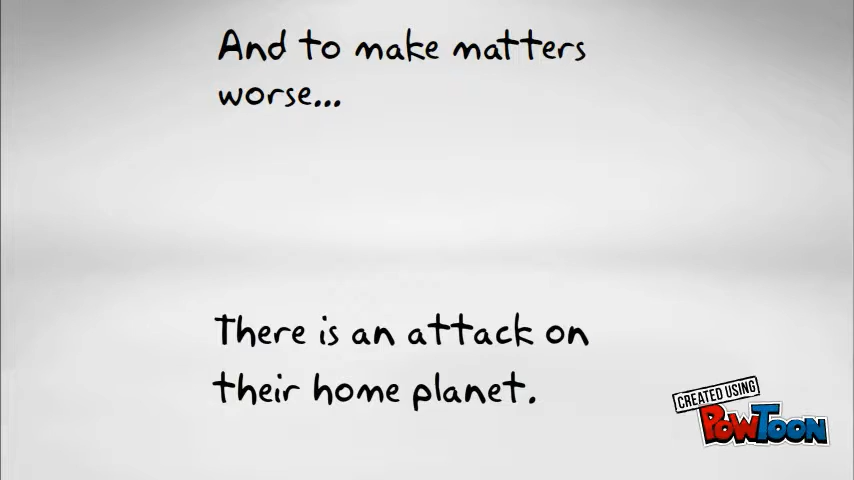 And to make matters
worse...
There is an attack on
their home planet.
CREATED USING
POWTOON